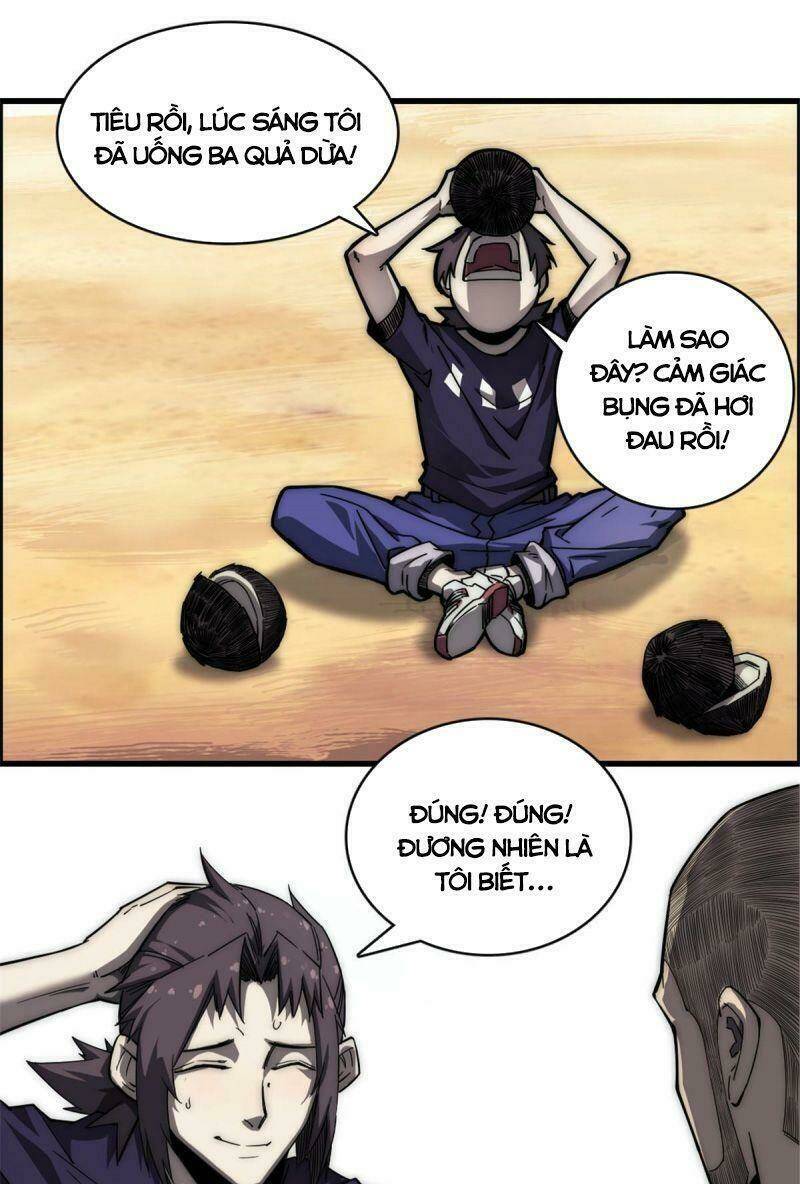 TIÊU RỒI, LÚC SÁNG TÔI
ĐÃ UỐNG BA QUẢ DỪA!
LÀM SAO
ĐÂY? CẢM GIÁC
BỤNG ĐÃ HƠI
ĐAU RỒI!
ĐÚNG! ĐÚNG!
ĐƯƠNG NHIÊN LÀ
TÔI BIẾT...